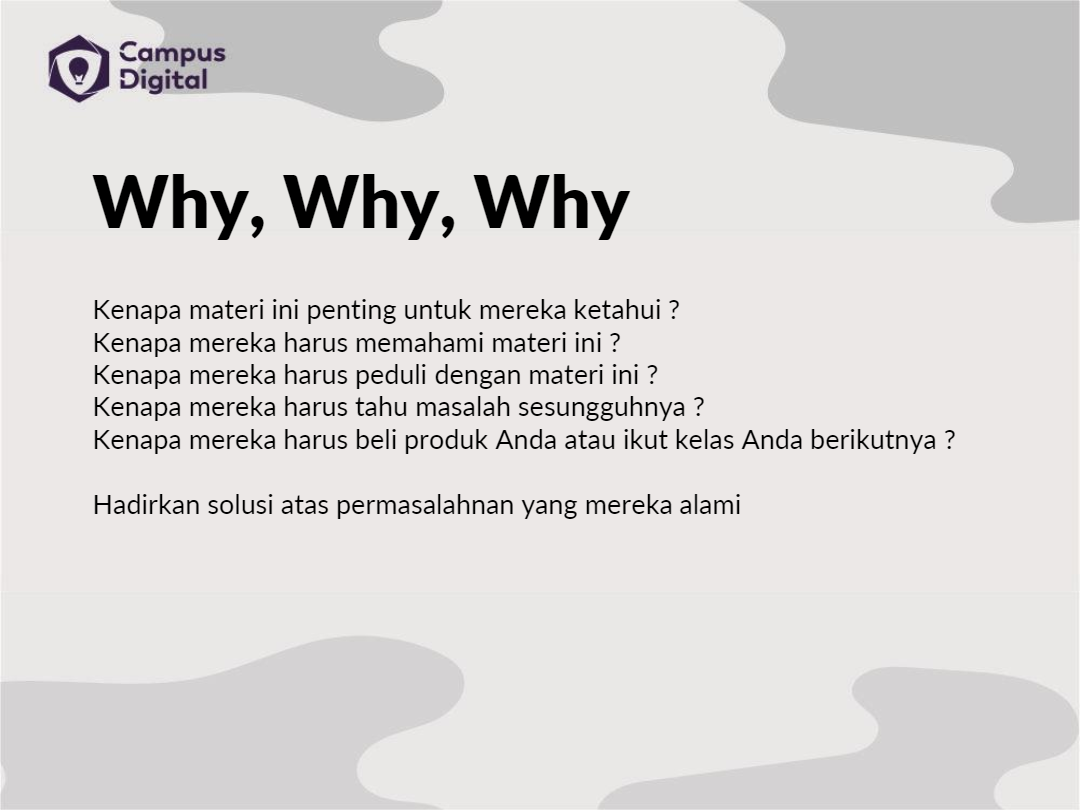 Campus
Digital
Why, Why, Why
Kenapa materi ini penting untuk mereka ketahui ?
Kenapa mereka harus memahami materi ini ?
Kenapa mereka harus peduli dengan materi ini ?
Kenapa mereka harus tahu masalah sesungguhnya ?
Kenapa mereka harus beli produk Anda atau ikut kelas Anda berikutnya ?
Hadirkan solusi atas permasalahnan yang mereka alami